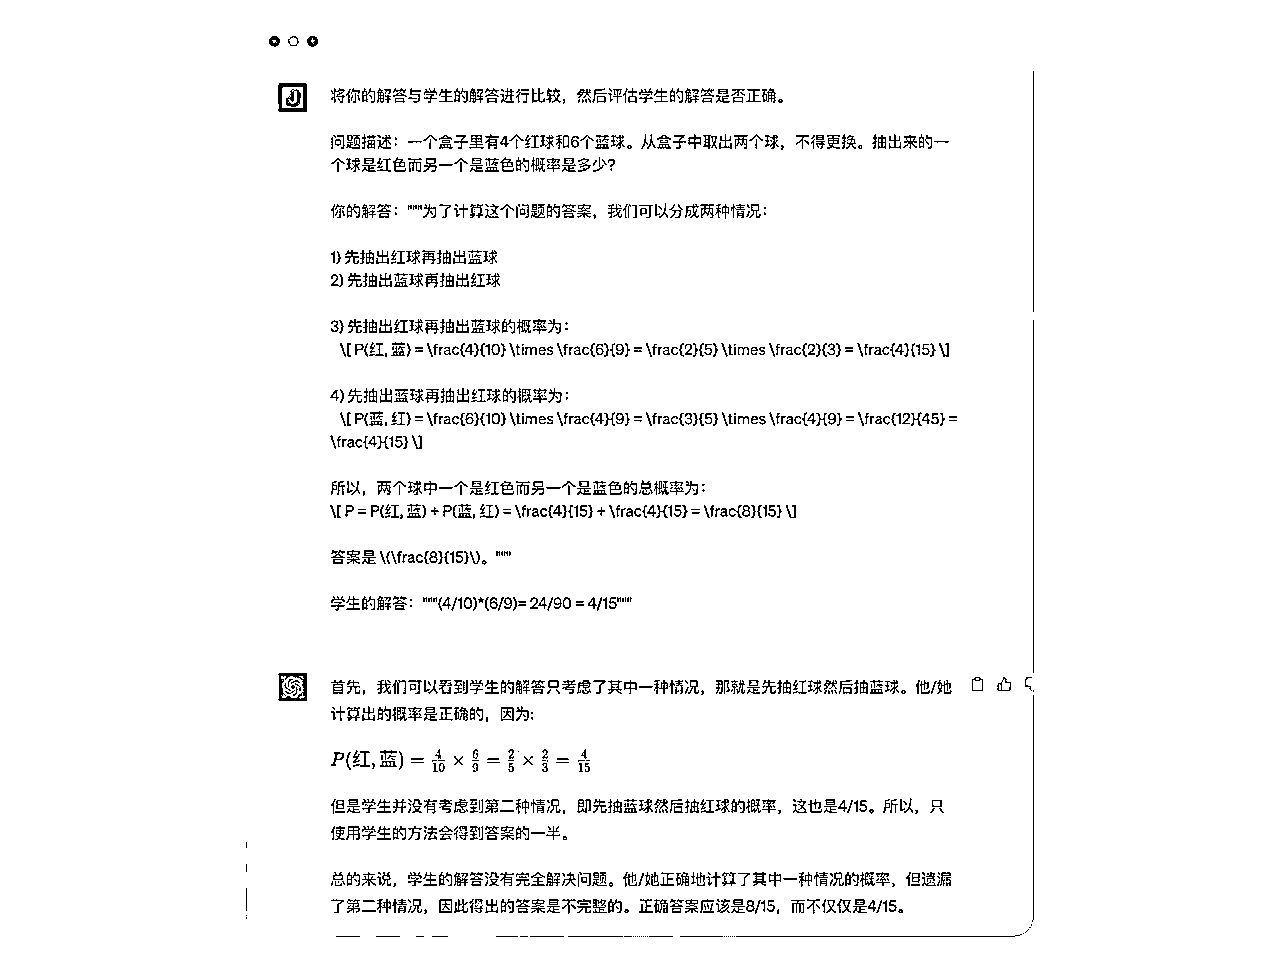 将你的解答与学生的解答进行比较，然后评估学生的解答是否正确。
问题描述：一个盒子里有4个红球和6个蓝球。从盒子中取出两个球，不得更换。抽出来的一
个球是红色而另一个是蓝色的概率是多少？
你的解答："""为了计算这个问题的答案，我们可以分成两种情况：
1) 先抽出红球再抽出蓝球
2) 先抽出蓝球再抽出红球
3) 先抽出红球再抽出蓝球的概率为：
\[ P(红, 蓝) = \frac{4}{10} \times \frac{6}{9} = \frac{2}{5} \times \frac{2}{3} = \frac{4}{15} \]
4) 先抽出蓝球再抽出红球的概率为：
\[ P(蓝, 红) = \frac{6}{10} \times \frac{4}{9} = \frac{3}{5} \times \frac{4}{9} = \frac{12}{45} =
\frac{4}{15} \]
所以，两个球中一个是红色而另一个是蓝色的总概率为：
\[ P = P(红, 蓝) + P(蓝, 红) = \frac{4}{15} + \frac{4}{15} = \frac{8}{15} \]
答案是 \(\frac{8}{15}\)。"""
学生的解答："""(4/10)*(6/9)= 24/90 = 4/15"""
首先，我们可以看到学生的解答只考虑了其中一种情况，那就是先抽红球然后抽蓝球。他/她
计算出的概率是正确的，因为:
P(红, 蓝) = 4/10 × 6/9 = 2/5 × 2/3 = 4/15
但是学生并没有考虑到第二种情况，即先抽蓝球然后抽红球的概率，这也是4/15。所以，只
使用学生的方法会得到答案的一半。
总的来说，学生的解答没有完全解决问题。他/她正确地计算了其中一种情况的概率，但遗漏
了第二种情况，因此得出的答案是不完整的。正确答案应该是8/15，而不仅仅是4/15。